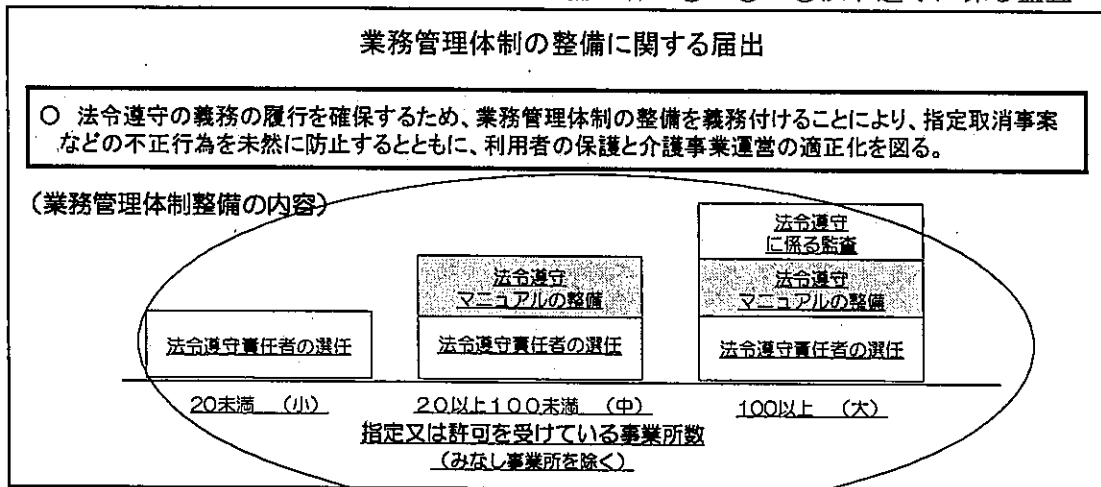 業務管理体制の整備に関する届出
○ 法令遵守の義務の履行を確保するため、業務管理体制の整備を義務付けることにより、指定取消事案
などの不正行為を未然に防止するとともに、利用者の保護と介護事業運営の適正化を図る。
（業務管理体制整備の内容）
法令遵守
に係る監査
法令遵守
マニュアルの整備
法令遵守
マニュアルの整備
法令遵守責任者の選任
法令遵守責任者の選任
法令遵守責任者の選任
20未満 （小）
20以上100未満 （中）
100以上 （大）
指定又は許可を受けている事業所数
（みなし事業所を除く）